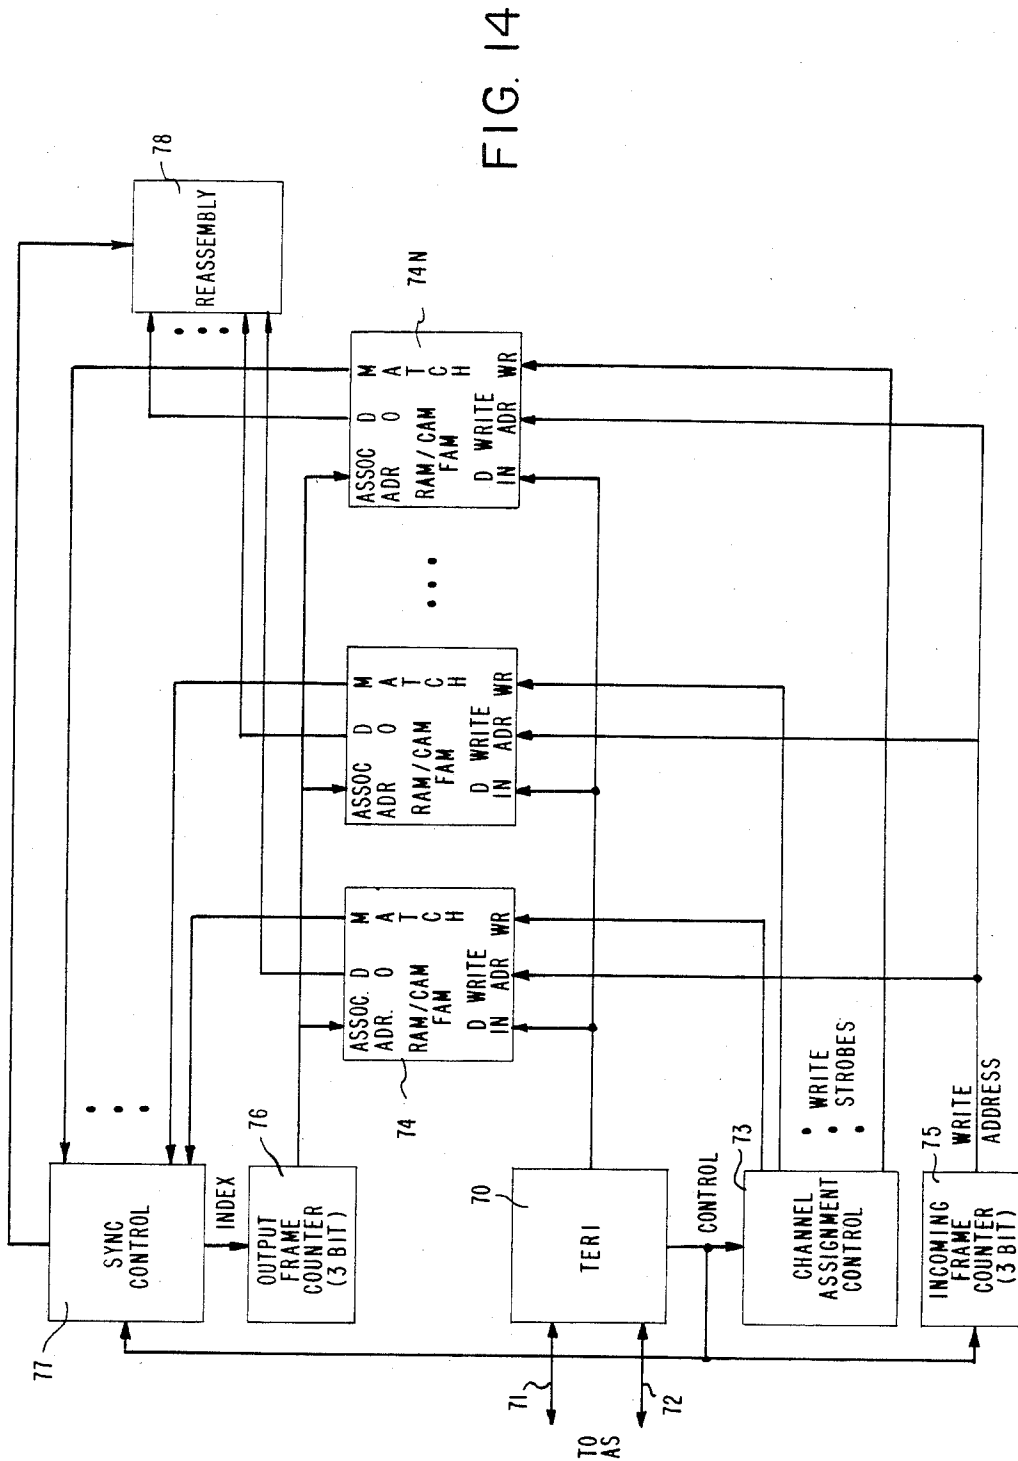 FIG. 14
78
REASSEMBLY
77
SYNC
CONTROL
INDEX
76
OUTPUT
FRAME
COUNTER
(3 BIT)
74
ASSOC.
ADR.
D
O
MATCH
RAM/CAM
FAM
D
IN
WRITE
ADR
WR
ASSOC
ADR
D
O
MATCH
RAM/CAM
FAM
D
IN
WRITE
ADR
WR
74N
ASSOC
ADR
D
O
MATCH
RAM/CAM
FAM
D
IN
WRITE
ADR
WR
70
TERI
71
72
TO
AS
CONTROL
73
CHANNEL
ASSIGNMENT
CONTROL
WRITE
STROBES
75
INCOMING
FRAME
COUNTER
(3 BIT)
WRITE
ADDRESS